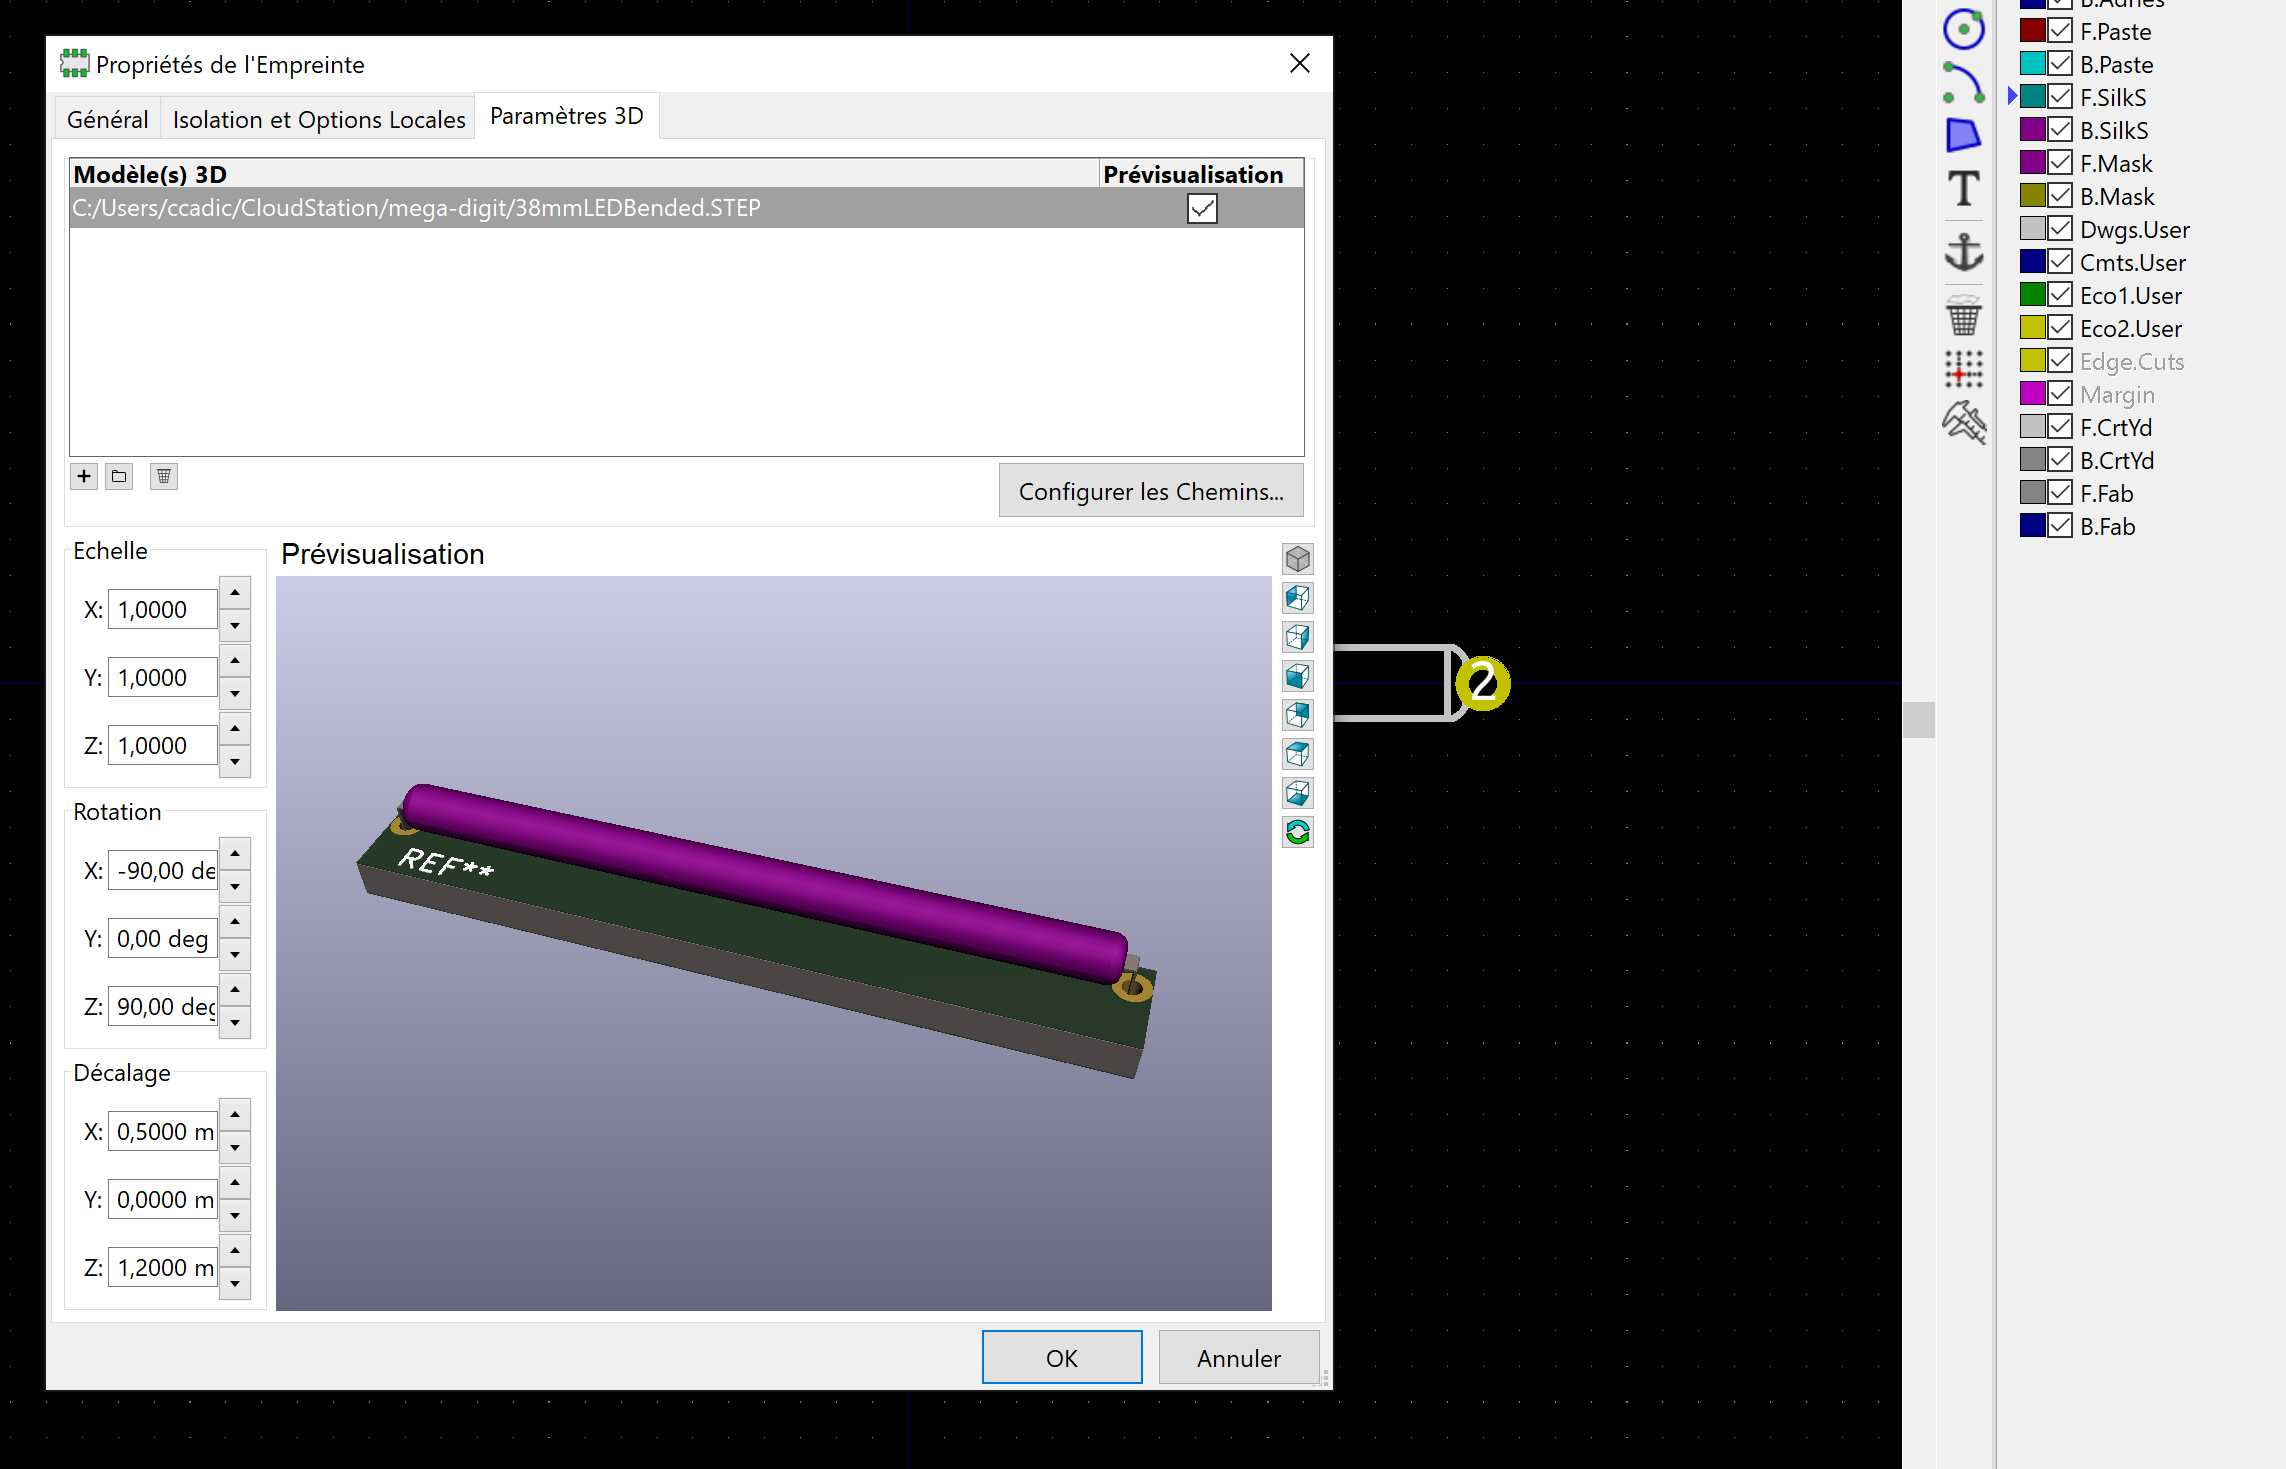 Propriétés de l'Empreinte
Général
Isolation et Options Locales
Paramètres 3D
Modèle(s) 3D
Prévisualisation
C:/Users/ccadic/CloudStation/mega-digit/38mmLEDBended.STEP
Configurer les Chemins...
Echelle
X: 1,0000
Y: 1,0000
Z: 1,0000
Rotation
X: -90,00 de
Y: 0,00 deg
Z: 90,00 deg
Décalage
X: 0,5000 m
Y: 0,0000 m
Z: 1,2000 m
Prévisualisation
REF**
OK
Annuler
2
T
B.Adhes
F.Paste
B.Paste
F.SilkS
B.SilkS
F.Mask
B.Mask
Dwgs.User
Cmts.User
Eco1.User
Eco2.User
Edge.Cuts
Margin
F.CrtYd
B.CrtYd
F.Fab
B.Fab